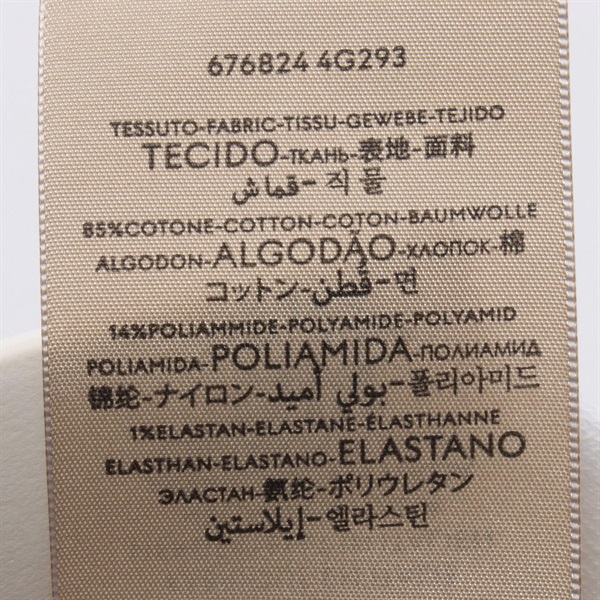 676824 4G293
TESSUTO-FABRIC-TISSU-GEWEBE-TEJIDO
TECIDO-ТКАНЬ-表地-面料
قماش-직물
85%COTONE-COTTON-COTON-BAUMWOLLE
ALGODON-ALGODÃO-ХЛОПОК-棉
コットン-قُطن-면
14%POLIAMMIDE-POLYAMIDE-POLYAMID
POLIAMIDA-POLIAMIDA-ПОЛИАМИД
锦纶-ナイロン-بولي أميد-폴리아미드
1%ELASTAN-ELASTANE-ELASTHANNE
ELASTHAN-ELASTANO-ELASTANO
ЭЛАСТАН-氨纶-ポリウレタン
إيلاستين-엘라스틴